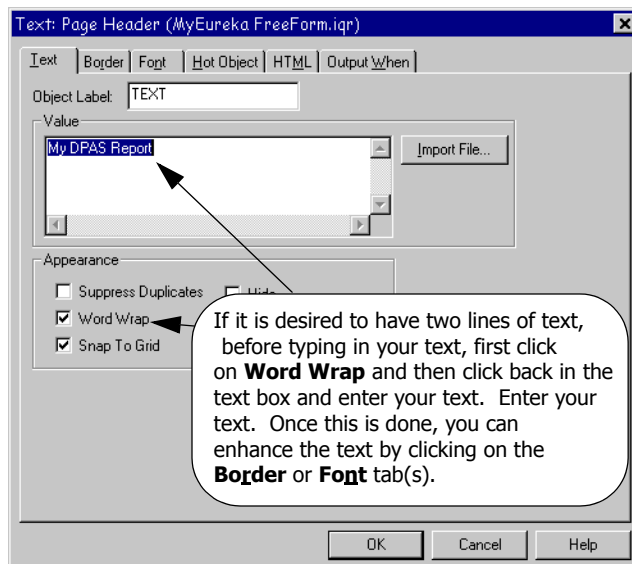 Text: Page Header (MyEureka FreeForm.iqr)
Text Border Font Hot Object HTML Output When
Object Label: TEXT
Value
My DPAS Report
Import File...
Appearance
Suppress Duplicates Hide
Word Wrap
Snap To Grid
If it is desired to have two lines of text,
before typing in your text, first click
on Word Wrap and then click back in the
text box and enter your text. Enter your
text. Once this is done, you can
enhance the text by clicking on the
Border or Font tab(s).
OK Cancel Help